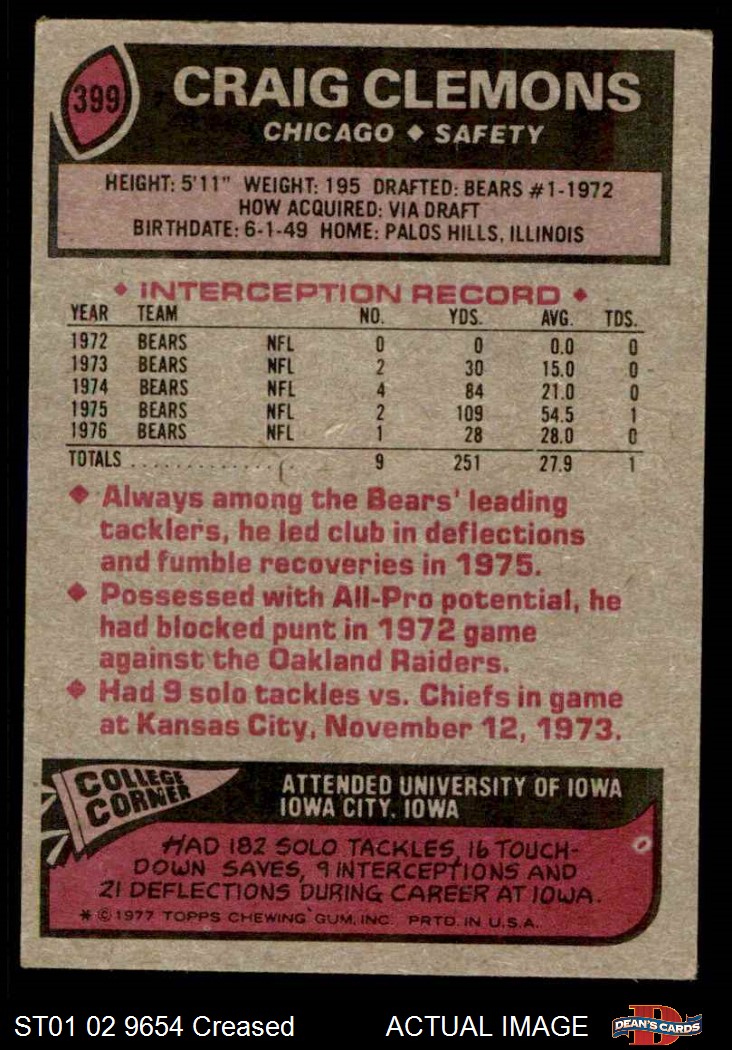 399
CRAIG CLEMONS
CHICAGO ♦ SAFETY
HEIGHT: 5'11" WEIGHT: 195 DRAFTED: BEARS #1-1972
HOW ACQUIRED: VIA DRAFT
BIRTHDATE: 6-1-49 HOME: PALOS HILLS, ILLINOIS
♦ INTERCEPTION RECORD ♦
YEAR TEAM NO. YDS. AVG. TDS.
1972 BEARS NFL 0 0 0.0 0
1973 BEARS NFL 2 30 15.0 0
1974 BEARS NFL 4 84 21.0 0
1975 BEARS NFL 2 109 54.5 1
1976 BEARS NFL 1 28 28.0 0
TOTALS ................ 9 251 27.9 1
♦ Always among the Bears' leading
tacklers, he led club in deflections
and fumble recoveries in 1975.
♦ Possessed with All-Pro potential, he
had blocked punt in 1972 game
against the Oakland Raiders.
♦ Had 9 solo tackles vs. Chiefs in game
at Kansas City, November 12, 1973.
COLLEGE
CORNER
ATTENDED UNIVERSITY OF IOWA
IOWA CITY, IOWA
HAD 182 SOLO TACKLES, 16 TOUCH-
DOWN SAVES, 9 INTERCEPTIONS AND
21 DEFLECTIONS DURING CAREER AT IOWA.
* © 1977 TOPPS CHEWING GUM, INC. PRTD. IN U.S.A.
ST01 02 9654 Creased ACTUAL IMAGE
D
DEAN'S CARDS